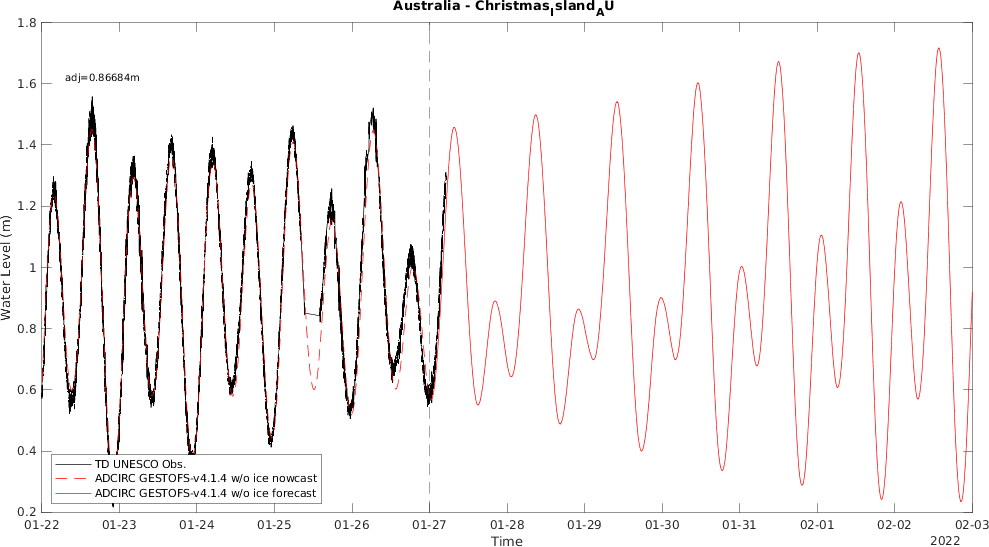 Australia - Christmas_Island_AU
1.8
1.6
1.4
1.2
1
0.8
0.6
0.4
0.2
Water Level (m)
adj=0.86684m
TD UNESCO Obs.
ADCIRC GESTOFS-v4.1.4 w/o ice nowcast
ADCIRC GESTOFS-v4.1.4 w/o ice forecast
01-22 01-23 01-24 01-25 01-26 01-27 01-28 01-29 01-30 01-31 02-01 02-02 02-03
Time
2022